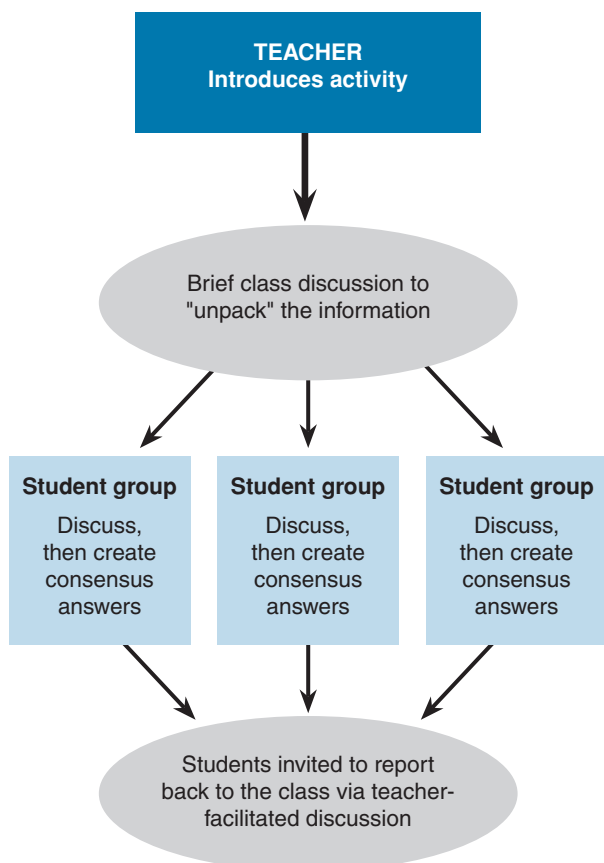 TEACHER
Introduces activity
Brief class discussion to
"unpack" the information
Student group
Discuss,
then create
consensus
answers
Student group
Discuss,
then create
consensus
answers
Student group
Discuss,
then create
consensus
answers
Students invited to report
back to the class via teacher-
facilitated discussion